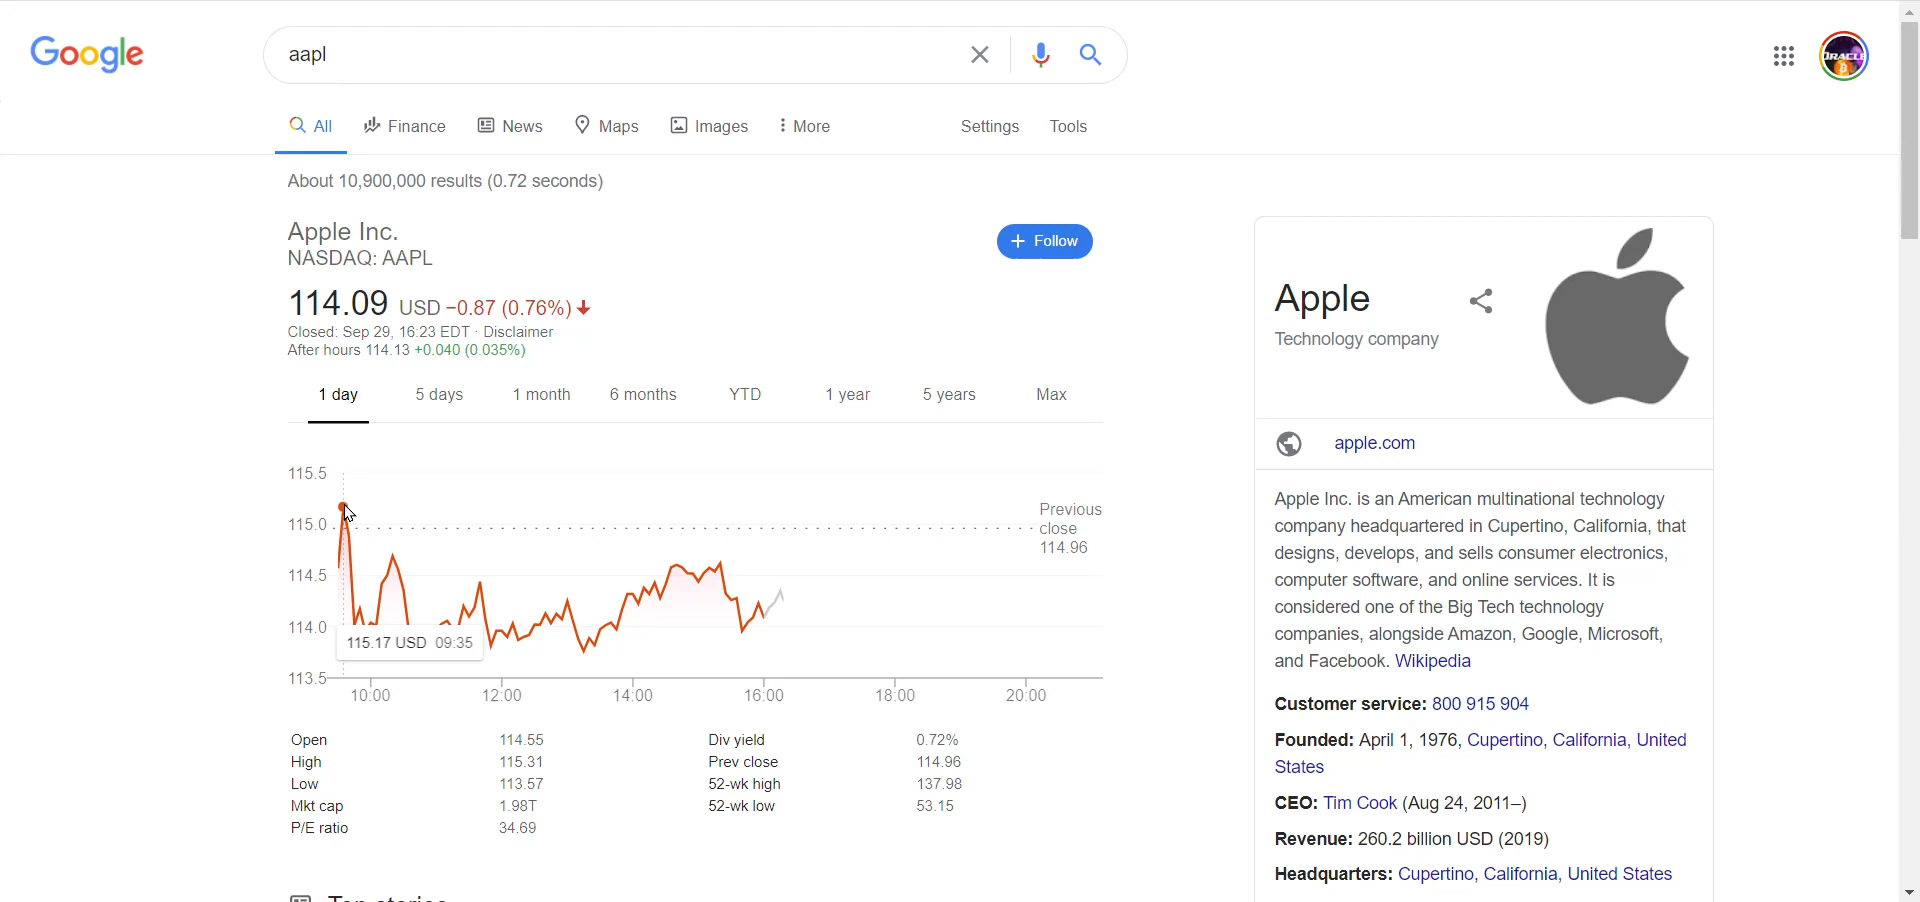 Google
aapl
All
Finance
News
Maps
Images
More
Settings
Tools
ORACLE
About 10,900,000 results (0.72 seconds)
Apple Inc.
NASDAQ: AAPL
+ Follow
114.09 USD −0.87 (0.76%)
Closed: Sep 29, 16:23 EDT · Disclaimer
After hours 114.13 +0.040 (0.035%)
1 day
5 days
1 month
6 months
YTD
1 year
5 years
Max
115.5
115.0
114.5
114.0
113.5
Previous
close
114.96
115.17 USD 09:35
10:00
12:00
14:00
16:00
18:00
20:00
Open 114.55
High 115.31
Low 113.57
Mkt cap 1.98T
P/E ratio 34.69
Div yield 0.72%
Prev close 114.96
52-wk high 137.98
52-wk low 53.15
Top stories
Apple
Technology company
apple.com
Apple Inc. is an American multinational technology
company headquartered in Cupertino, California, that
designs, develops, and sells consumer electronics,
computer software, and online services. It is
considered one of the Big Tech technology
companies, alongside Amazon, Google, Microsoft,
and Facebook. Wikipedia
Customer service: 800 915 904
Founded: April 1, 1976, Cupertino, California, United
States
CEO: Tim Cook (Aug 24, 2011–)
Revenue: 260.2 billion USD (2019)
Headquarters: Cupertino, California, United States